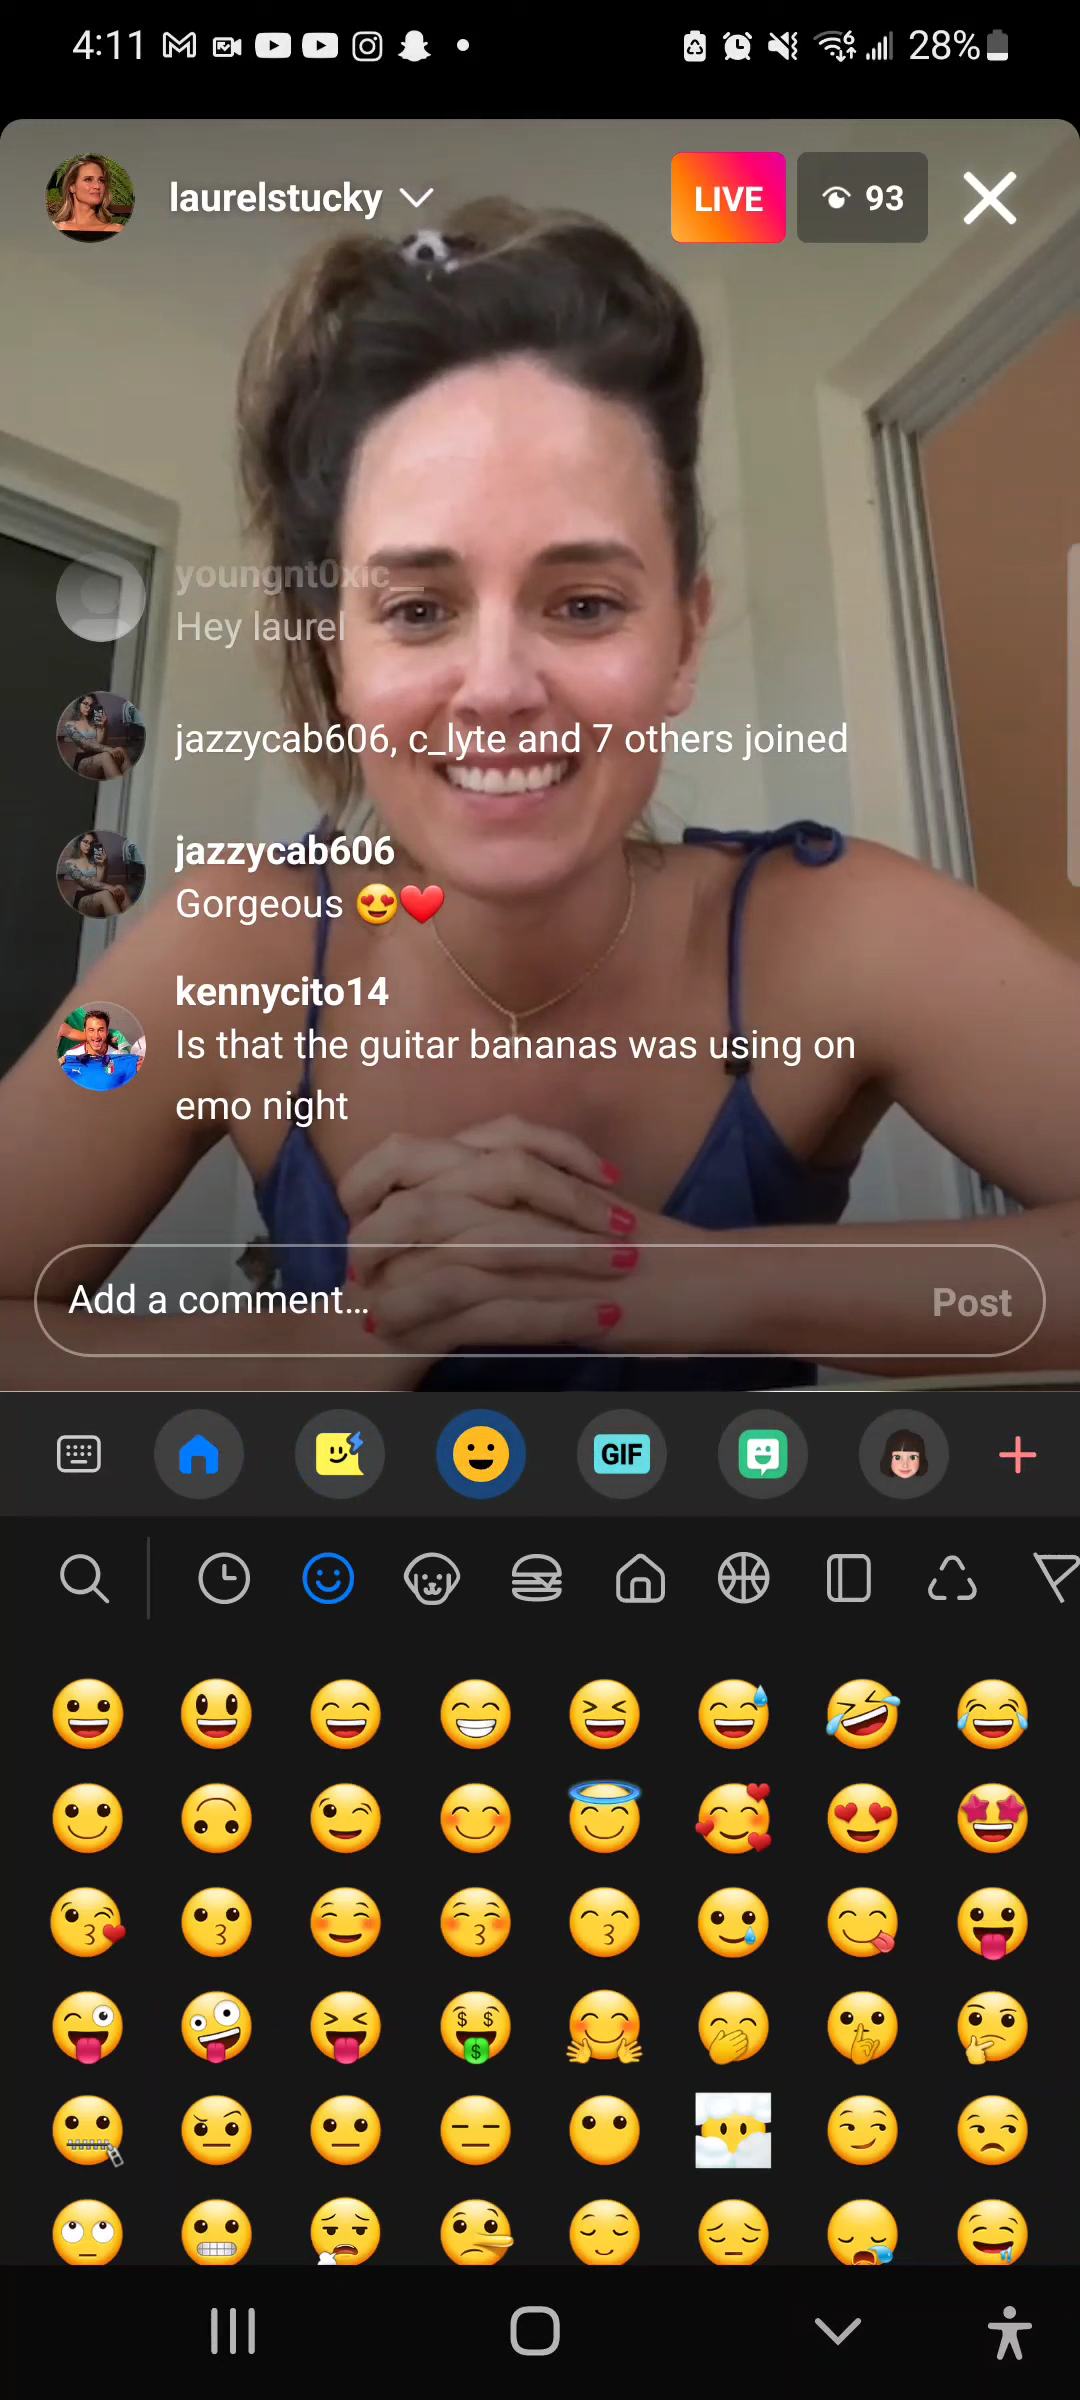 4:11
28%
laurelstucky
LIVE
93
youngnt0xic__
Hey laurel
jazzycab606, c_lyte and 7 others joined
jazzycab606
Gorgeous 😍❤️
kennycito14
Is that the guitar bananas was using on
emo night
Add a comment...
Post
GIF